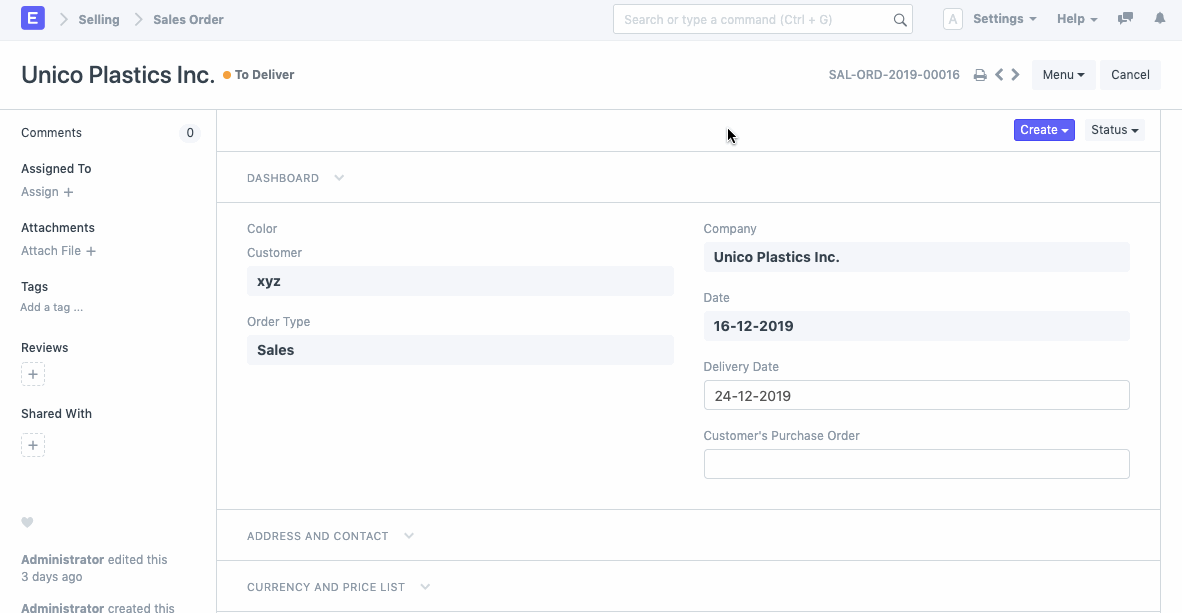 E Selling Sales Order Search or type a command (Ctrl + G) A Settings Help
Unico Plastics Inc. To Deliver SAL-ORD-2019-00016 Menu Cancel
Comments 0
Assigned To
Assign +
Attachments
Attach File +
Tags
Add a tag ...
Reviews
+
Shared With
+
Administrator edited this
3 days ago
Administrator created this
Create Status
DASHBOARD
Color
Customer
xyz
Order Type
Sales
Company
Unico Plastics Inc.
Date
16-12-2019
Delivery Date
24-12-2019
Customer's Purchase Order
ADDRESS AND CONTACT
CURRENCY AND PRICE LIST